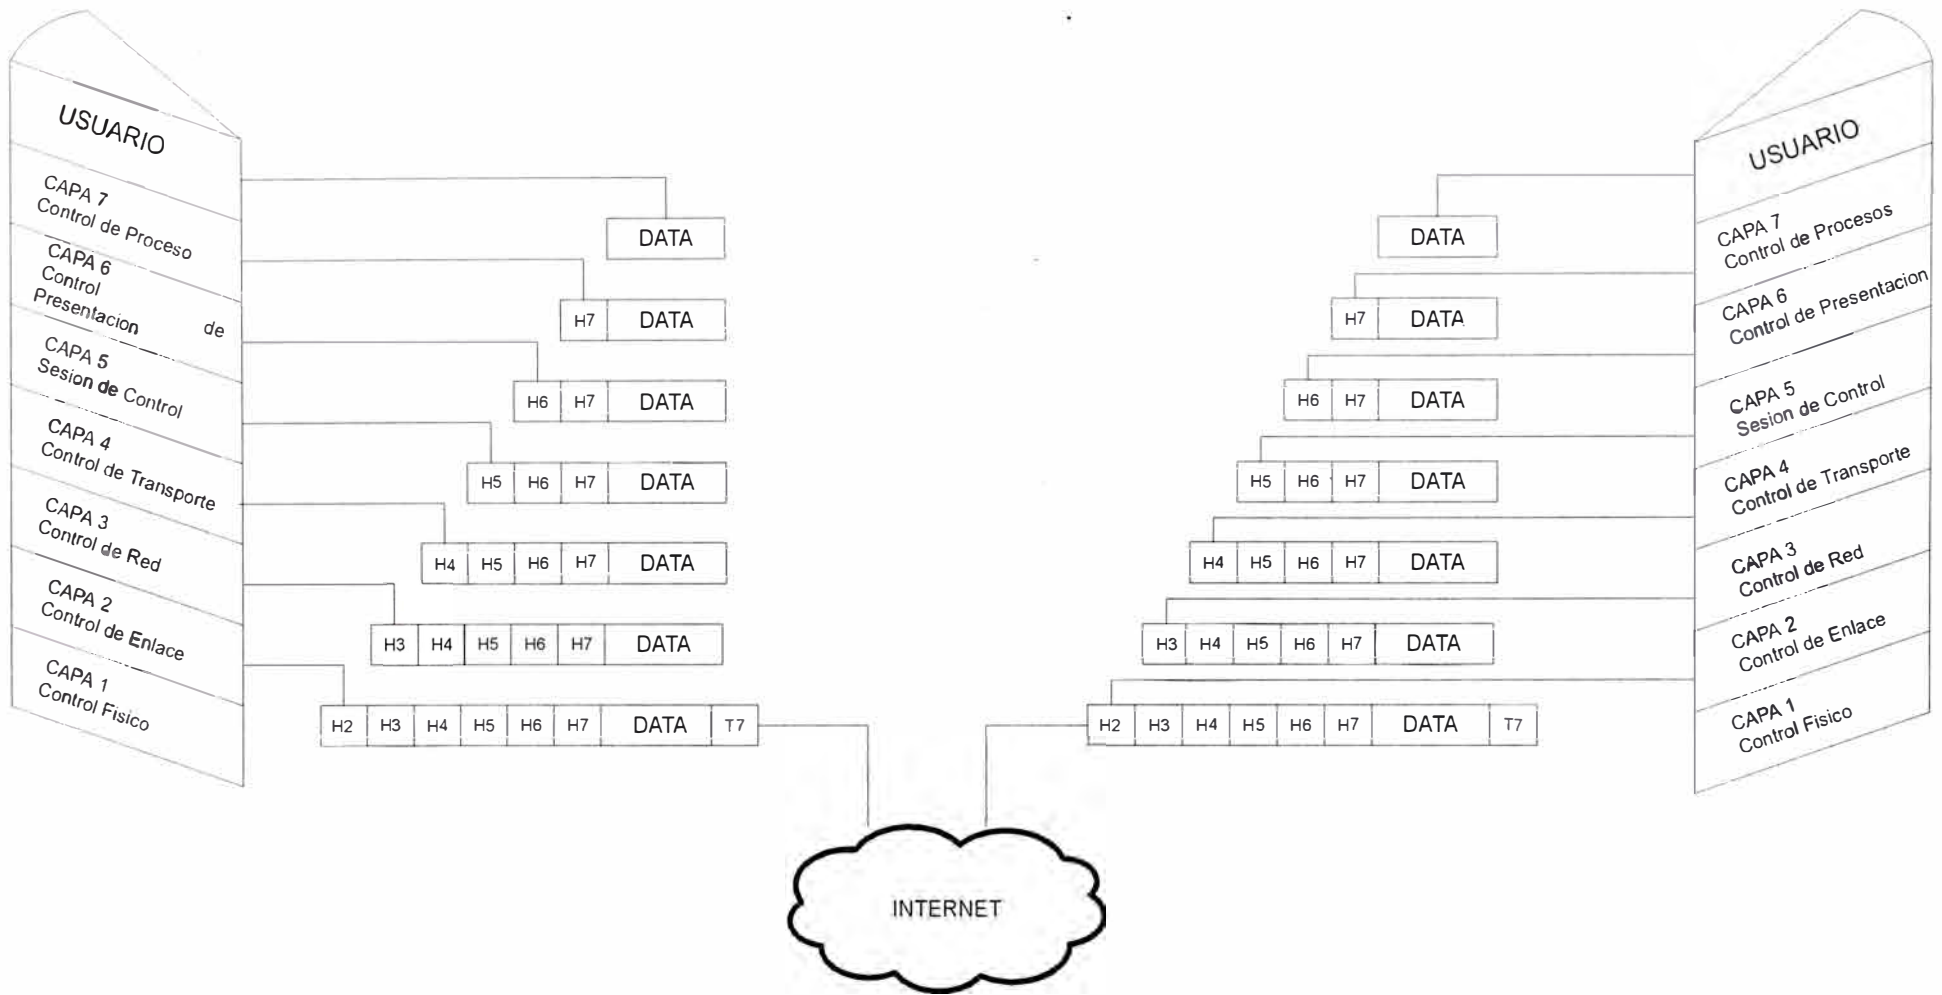 USUARIO
CAPA 7
Control de Proceso
CAPA 6
Control
Presentacion de
CAPA 5
Sesion de Control
CAPA 4
Control de Transporte
CAPA 3
Control de Red
CAPA 2
Control de Enlace
CAPA 1
Control Fisico
DATA
H7 DATA
H6 H7 DATA
H5 H6 H7 DATA
H4 H5 H6 H7 DATA
H3 H4 H5 H6 H7 DATA
H2 H3 H4 H5 H6 H7 DATA T7
DATA
H7 DATA
H6 H7 DATA
H5 H6 H7 DATA
H4 H5 H6 H7 DATA
H3 H4 H5 H6 H7 DATA
H2 H3 H4 H5 H6 H7 DATA T7
USUARIO
CAPA 7
Control de Procesos
CAPA 6
Control de Presentacion
CAPA 5
Sesion de Control
CAPA 4
Control de Transporte
CAPA 3
Control de Red
CAPA 2
Control de Enlace
CAPA 1
Control Fisico
INTERNET